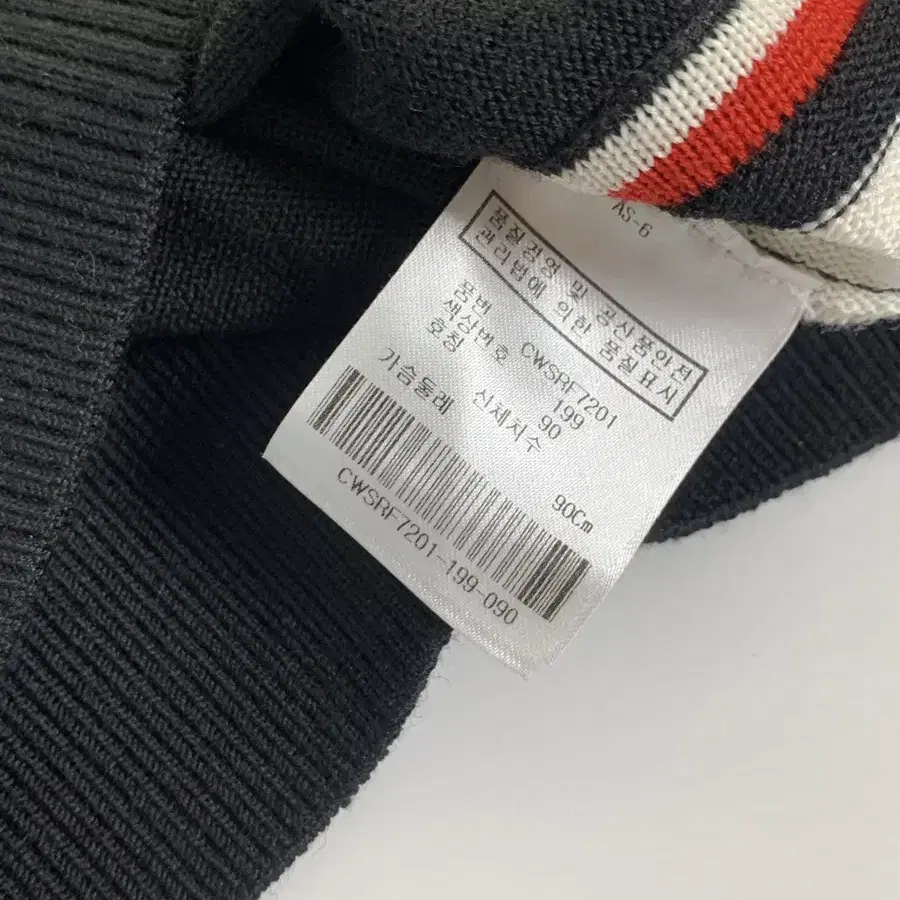 AS-6
품질경영 및 공산품안전
관리법에 의한 품질표시
품번 CWSRF7201
색상번호 199
호칭 90
신체치수
가슴둘레 90Cm
CWSRF7201-199-090